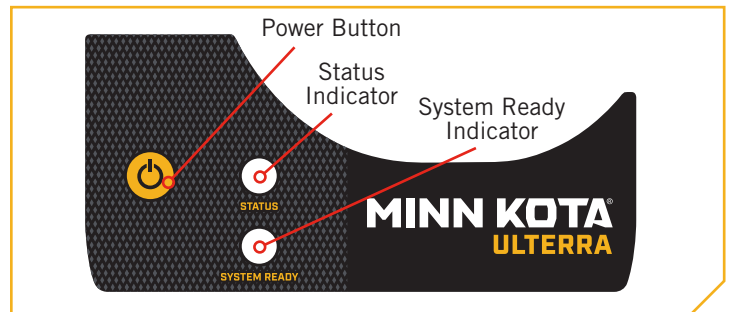 Power Button
Status
Indicator
System Ready
Indicator
STATUS
MINN KOTA®
ULTERRA
SYSTEM READY